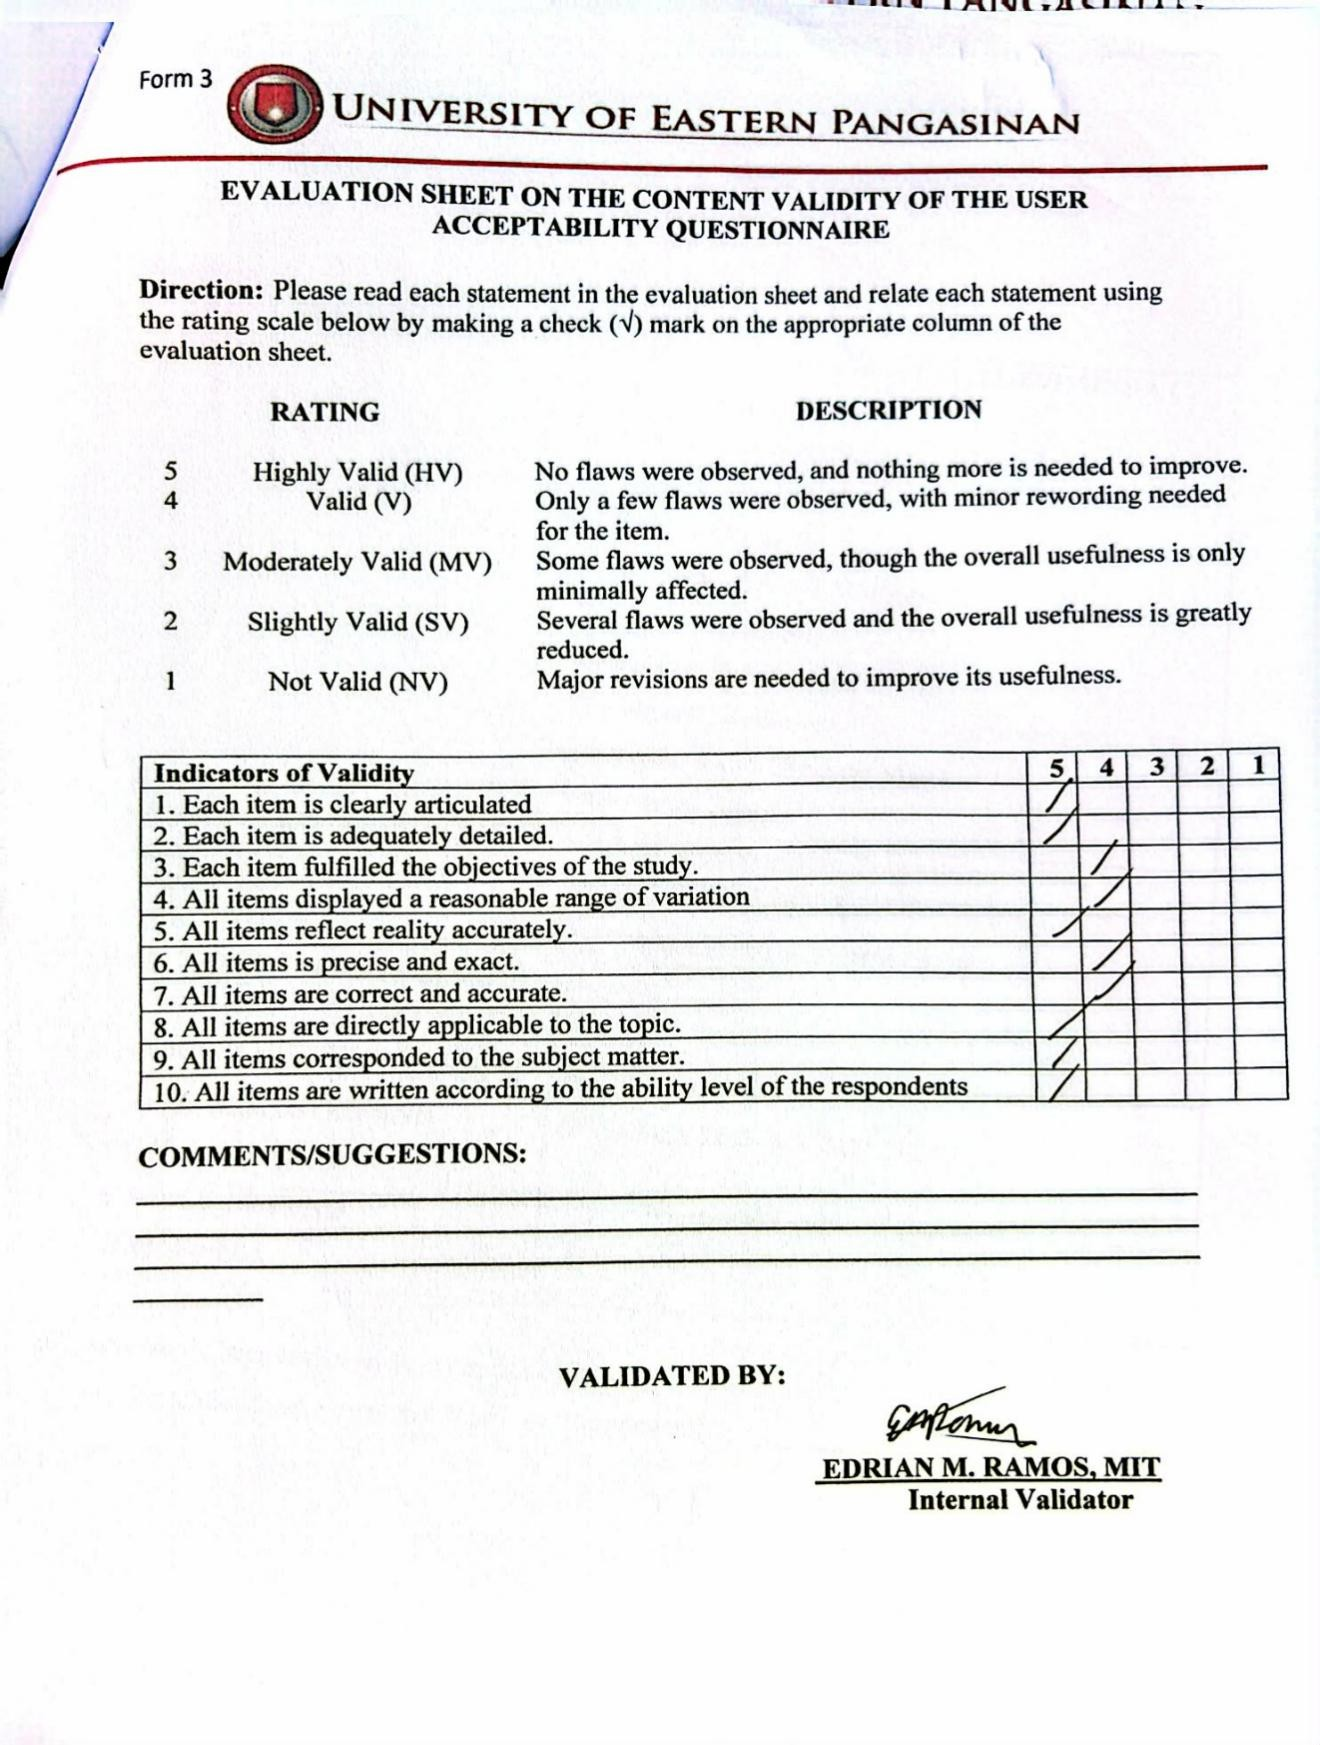 Form 3
UNIVERSITY OF EASTERN PANGASINAN
EVALUATION SHEET ON THE CONTENT VALIDITY OF THE USER
ACCEPTABILITY QUESTIONNAIRE
Direction: Please read each statement in the evaluation sheet and relate each statement using
the rating scale below by making a check (√) mark on the appropriate column of the
evaluation sheet.
RATING DESCRIPTION
5 Highly Valid (HV) No flaws were observed, and nothing more is needed to improve.
4 Valid (V) Only a few flaws were observed, with minor rewording needed
for the item.
3 Moderately Valid (MV) Some flaws were observed, though the overall usefulness is only
minimally affected.
2 Slightly Valid (SV) Several flaws were observed and the overall usefulness is greatly
reduced.
1 Not Valid (NV) Major revisions are needed to improve its usefulness.
Indicators of Validity 5 4 3 2 1
1. Each item is clearly articulated /
2. Each item is adequately detailed. /
3. Each item fulfilled the objectives of the study. /
4. All items displayed a reasonable range of variation /
5. All items reflect reality accurately. /
6. All items is precise and exact. /
7. All items are correct and accurate. /
8. All items are directly applicable to the topic. /
9. All items corresponded to the subject matter. /
10. All items are written according to the ability level of the respondents /
COMMENTS/SUGGESTIONS:
VALIDATED BY:
EDRIAN M. RAMOS, MIT
Internal Validator